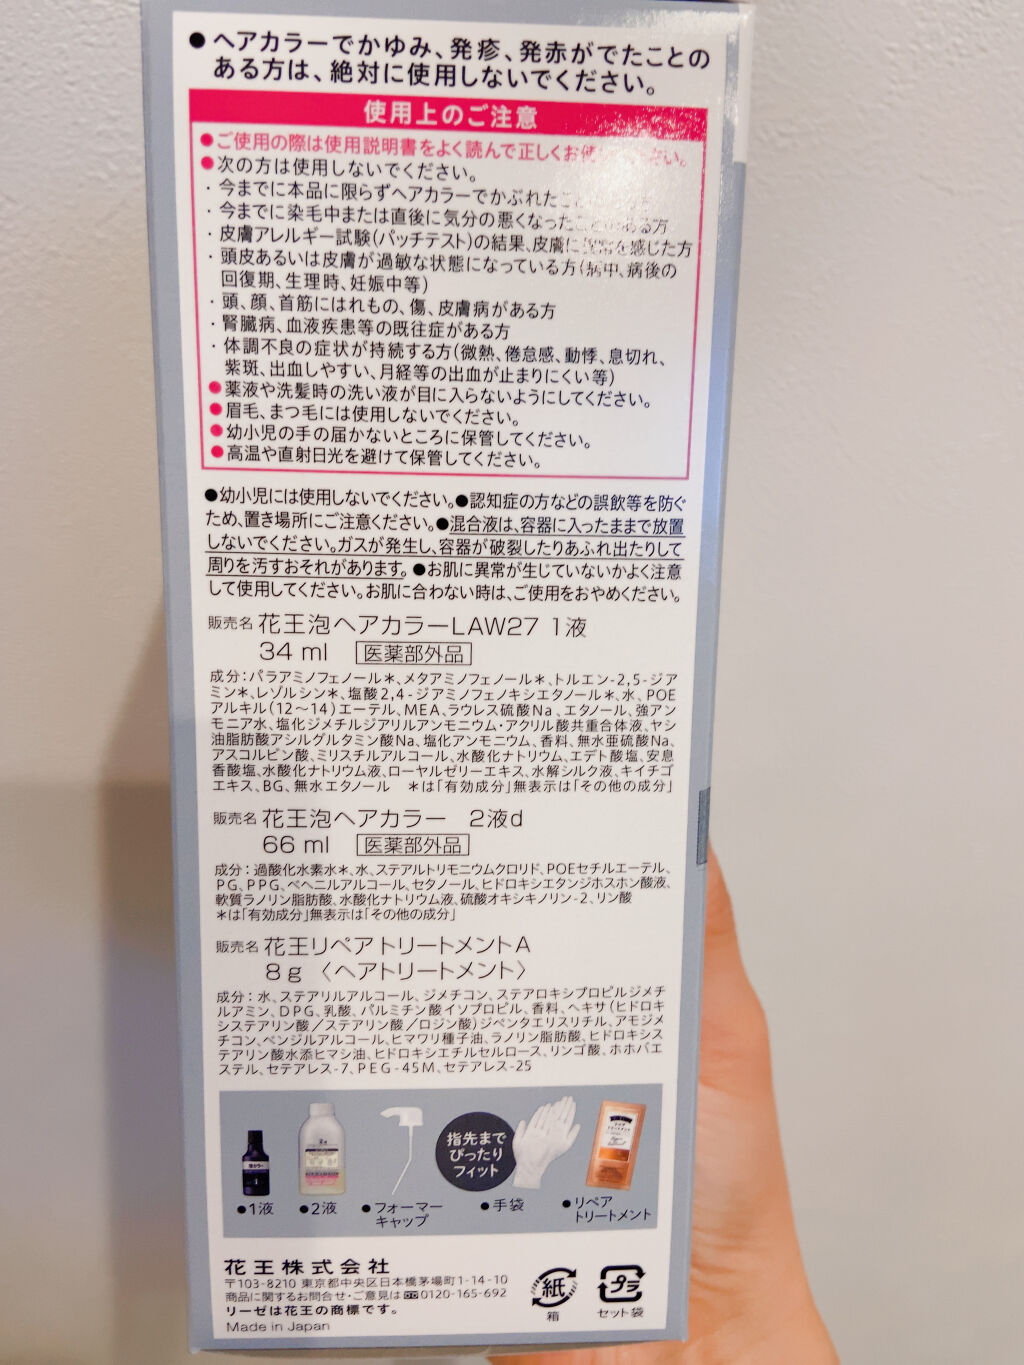 ●ヘアカラーでかゆみ、発疹、発赤がでたことの
ある方は、絶対に使用しないでください。
使用上のご注意
●ご使用の際は使用説明書をよく読んで正しくお使いください。
●次の方は使用しないでください。
・今までに本品に限らずヘアカラーでかぶれたこと
・今までに染毛中または直後に気分の悪くなったことのある方
・皮膚アレルギー試験(パッチテスト)の結果、皮膚に異常を感じた方
・頭皮あるいは皮膚が過敏な状態になっている方(病中、病後の
回復期、生理時、妊娠中等)
・頭、顔、首筋にはれもの、傷、皮膚病がある方
・腎臓病、血液疾患等の既往症がある方
・体調不良の症状が持続する方(微熱、倦怠感、動悸、息切れ、
紫斑、出血しやすい、月経等の出血が止まりにくい等)
●薬液や洗髪時の洗い液が目に入らないようにしてください。
●眉毛、まつ毛には使用しないでください。
●幼小児の手の届かないところに保管してください。
●高温や直射日光を避けて保管してください。
●幼小児には使用しないでください。●認知症の方などの誤飲等を防ぐ
ため、置き場所にご注意ください。●混合液は、容器に入ったままで放置
しないでください。ガスが発生し、容器が破裂したりあふれ出たりして
周りを汚すおそれがあります。●お肌に異常が生じていないかよく注意
して使用してください。お肌に合わない時は、ご使用をおやめください。
販売名 花王泡ヘアカラーLAW27 1液
34 ml 医薬部外品
成分：パラアミノフェノール＊、メタアミノフェノール＊、トルエン-2,5-ジア
ミン＊、レゾルシン＊、塩酸2,4-ジアミノフェノキシエタノール＊、水、POE
アルキル(12～14)エーテル、MEA、ラウレス硫酸Na、エタノール、強アン
モニア水、塩化ジメチルジアリルアンモニウム・アクリル酸共重合体液、ヤシ
油脂肪酸アシルグルタミン酸Na、塩化アンモニウム、香料、無水亜硫酸Na、
アスコルビン酸、ミリスチルアルコール、水酸化ナトリウム、エデト酸塩、安息
香酸塩、水酸化ナトリウム液、ローヤルゼリーエキス、水解シルク液、キイチゴ
エキス、BG、無水エタノール　＊は「有効成分」無表示は「その他の成分」
販売名 花王泡ヘアカラー　2液d
66 ml 医薬部外品
成分：過酸化水素水＊、水、ステアルトリモニウムクロリド、POEセチルエーテル、
PG、PPG、ベヘニルアルコール、セタノール、ヒドロキシエタンジホスホン酸液、
軟質ラノリン脂肪酸、水酸化ナトリウム液、硫酸オキシキノリン-2、リン酸
＊は「有効成分」無表示は「その他の成分」
販売名 花王リペアトリートメントA
8g 〈ヘアトリートメント〉
成分：水、ステアリルアルコール、ジメチコン、ステアロキシプロピルジメチ
ルアミン、DPG、乳酸、パルミチン酸イソプロピル、香料、ヘキサ(ヒドロキ
システアリン酸／ステアリン酸／ロジン酸)ジペンタエリスリチル、アモジメ
チコン、ベンジルアルコール、ヒマワリ種子油、ラノリン脂肪酸、ヒドロキシス
テアリン酸水添ヒマシ油、ヒドロキシエチルセルロース、リンゴ酸、ホホバエ
ステル、セテアレス-7、PEG-45M、セテアレス-25
指先まで
ぴったり
フィット
●1液
●2液
●フォーマー
キャップ
●手袋
●リペア
トリートメント
花王株式会社
〒103-8210 東京都中央区日本橋茅場町1-14-10
商品に関するお問合せ・ご意見は 0120-165-692
リーゼは花王の商標です。
Made in Japan
紙
箱
プラ
セット袋